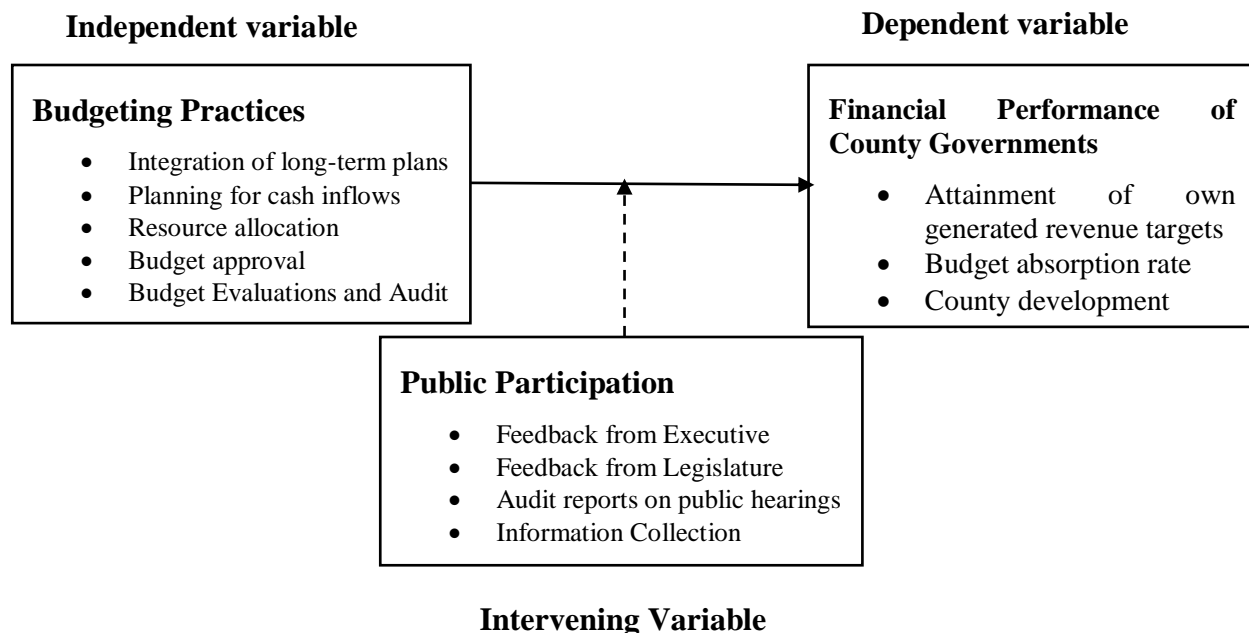 Independent variable
Dependent variable
Budgeting Practices
• Integration of long-term plans
• Planning for cash inflows
• Resource allocation
• Budget approval
• Budget Evaluations and Audit
Financial Performance of
County Governments
• Attainment of own
generated revenue targets
• Budget absorption rate
• County development
Public Participation
• Feedback from Executive
• Feedback from Legislature
• Audit reports on public hearings
• Information Collection
Intervening Variable